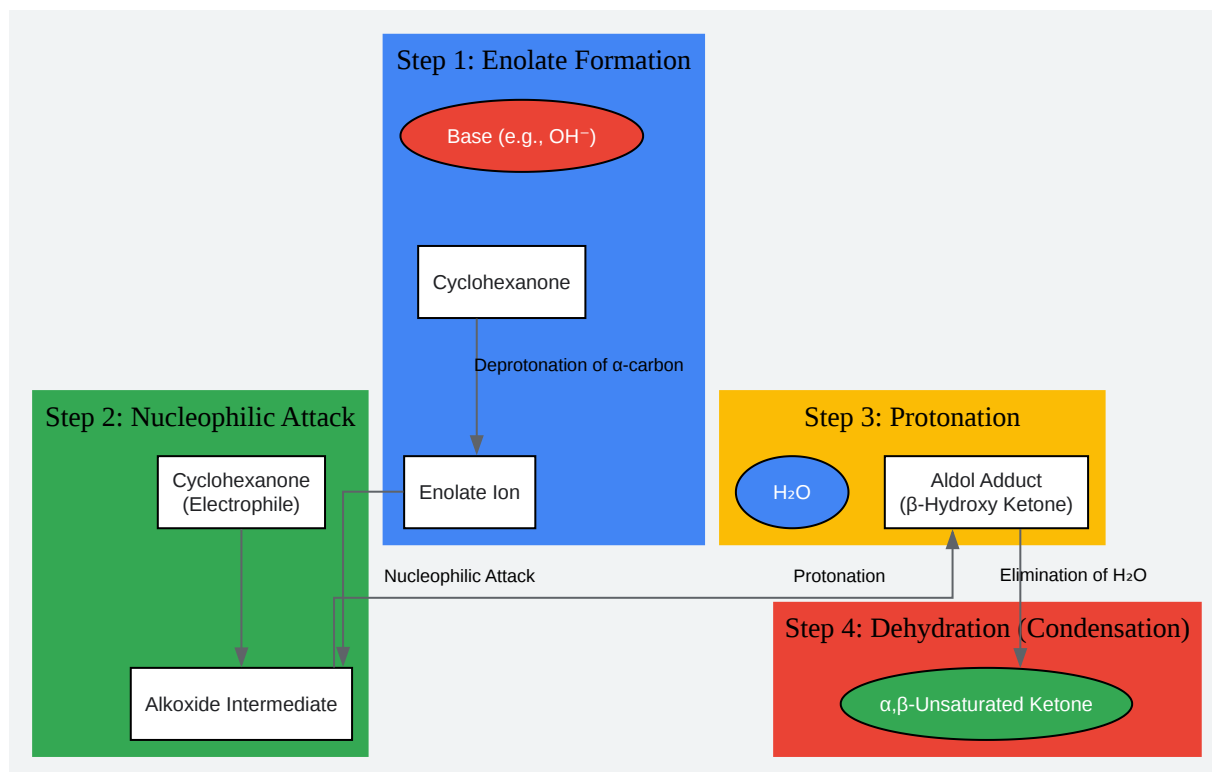 Step 1: Enolate Formation
Base (e.g., OH⁻)
Cyclohexanone
Deprotonation of α-carbon
Enolate Ion
Step 2: Nucleophilic Attack
Cyclohexanone
(Electrophile)
Nucleophilic Attack
Alkoxide Intermediate
Step 3: Protonation
H₂O
Aldol Adduct
(β-Hydroxy Ketone)
Protonation
Elimination of H₂O
Step 4: Dehydration (Condensation)
α,β-Unsaturated Ketone